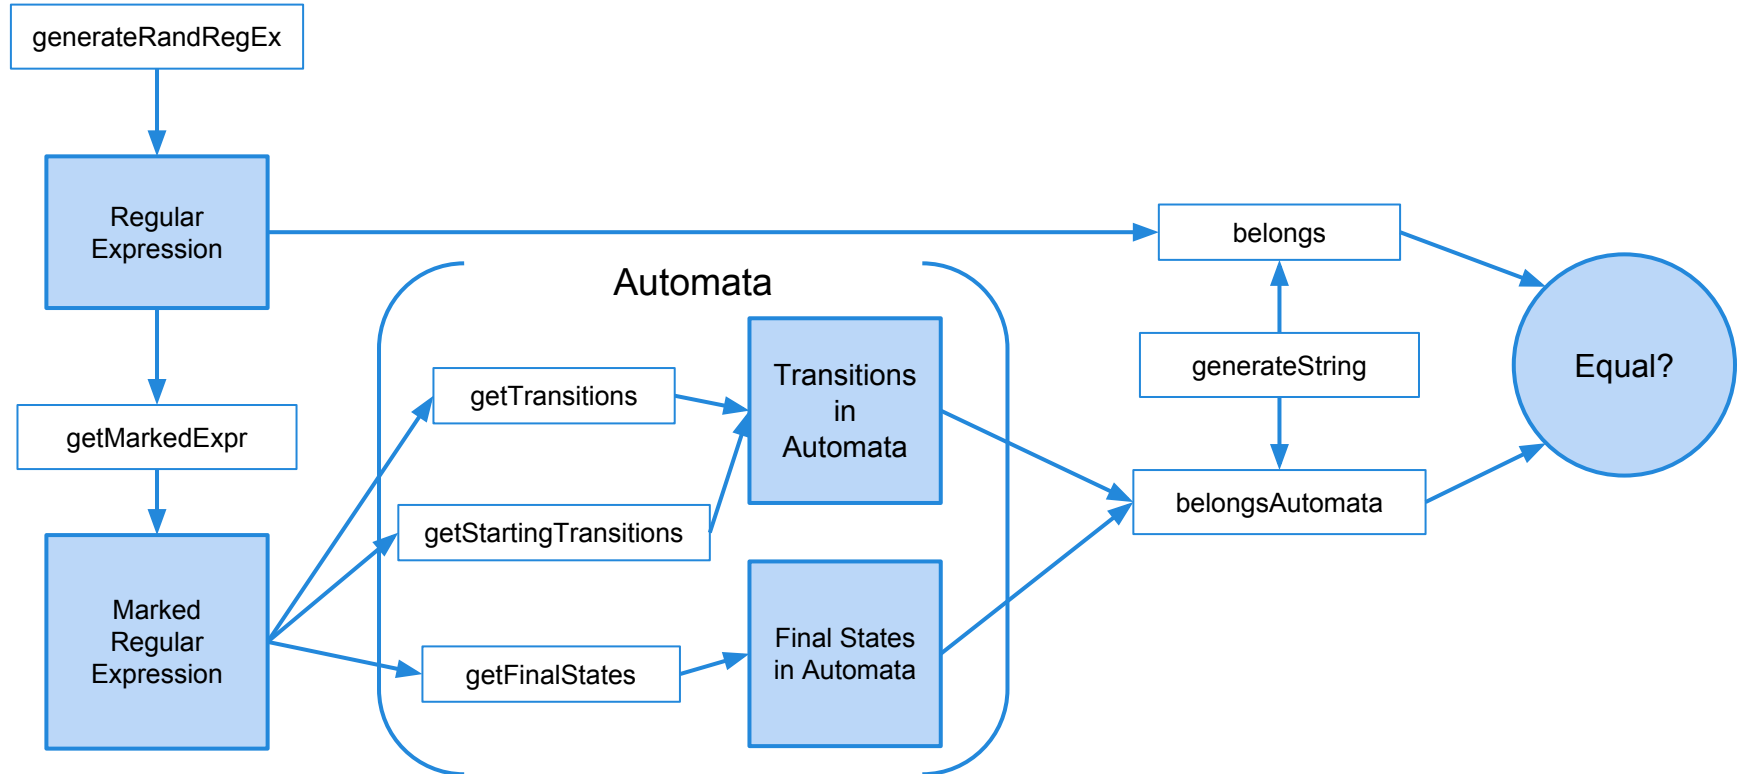 generateRandRegEx
Regular
Expression
getMarkedExpr
Marked
Regular
Expression
Automata
getTransitions
getStartingTransitions
getFinalStates
Transitions
in
Automata
Final States
in Automata
belongs
generateString
belongsAutomata
Equal?